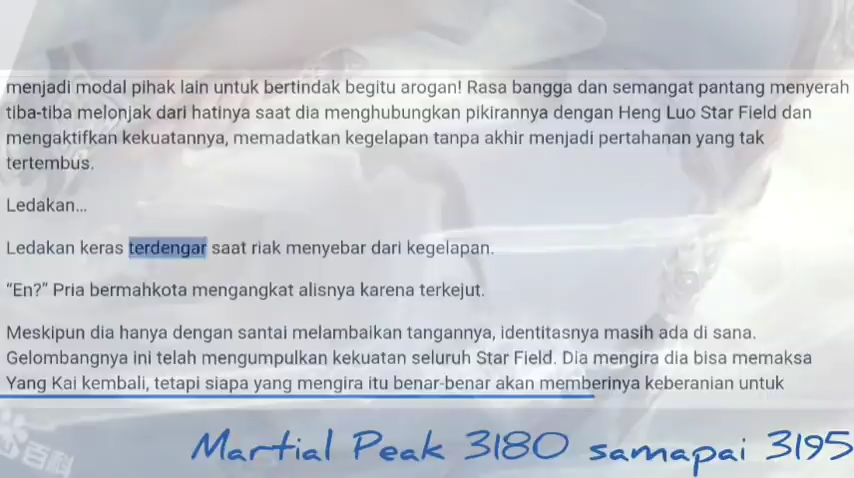 menjadi modal pihak lain untuk bertindak begitu arogan! Rasa bangga dan semangat pantang menyerah
tiba-tiba melonjak dari hatinya saat dia menghubungkan pikirannya dengan Heng Luo Star Field dan
mengaktifkan kekuatannya, memadatkan kegelapan tanpa akhir menjadi pertahanan yang tak
tertembus.
Ledakan...
Ledakan keras terdengar saat riak menyebar dari kegelapan.
“En?” Pria bermahkota mengangkat alisnya karena terkejut.
Meskipun dia hanya dengan santai melambaikan tangannya, identitasnya masih ada di sana.
Gelombangnya ini telah mengumpulkan kekuatan seluruh Star Field. Dia mengira dia bisa memaksa
Yang Kai kembali, tetapi siapa yang mengira itu benar-benar akan memberinya keberanian untuk
百科
Martial Peak 3180 samapai 3195